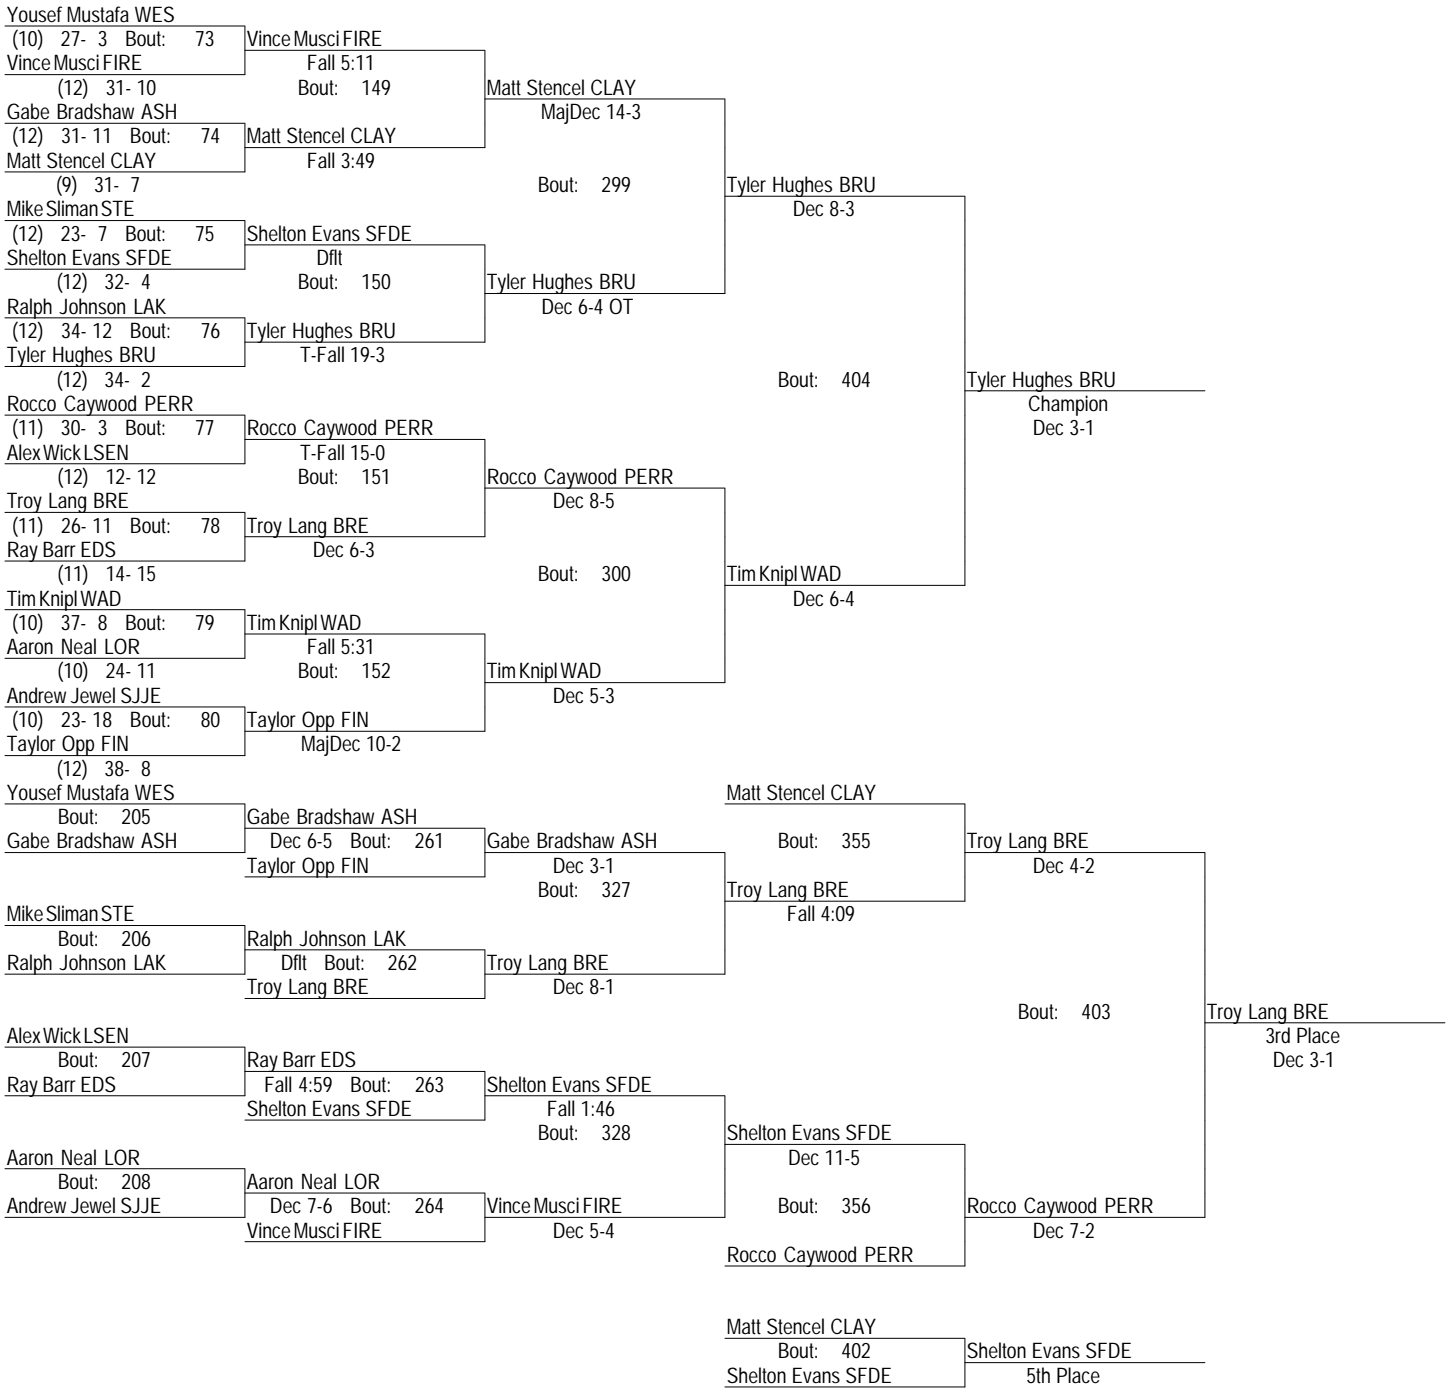 Yousef Mustafa WES
(10) 27- 3 Bout: 73 Vince Musci FIRE
Vince Musci FIRE Fall 5:11
(12) 31- 10 Bout: 149 Matt Stencel CLAY
Gabe Bradshaw ASH MajDec 14-3
(12) 31- 11 Bout: 74 Matt Stencel CLAY
Matt Stencel CLAY Fall 3:49
(9) 31- 7 Bout: 299 Tyler Hughes BRU
Mike Sliman STE Dec 8-3
(12) 23- 7 Bout: 75 Shelton Evans SFDE
Shelton Evans SFDE Dflt
(12) 32- 4 Bout: 150 Tyler Hughes BRU
Ralph Johnson LAK Dec 6-4 OT
(12) 34- 12 Bout: 76 Tyler Hughes BRU
Tyler Hughes BRU T-Fall 19-3
(12) 34- 2 Bout: 404 Tyler Hughes BRU
Rocco Caywood PERR Champion
(11) 30- 3 Bout: 77 Rocco Caywood PERR Dec 3-1
Alex Wick LSEN T-Fall 15-0
(12) 12- 12 Bout: 151 Rocco Caywood PERR
Troy Lang BRE Dec 8-5
(11) 26- 11 Bout: 78 Troy Lang BRE
Ray Barr EDS Dec 6-3
(11) 14- 15 Bout: 300 Tim Knipl WAD
Tim Knipl WAD Dec 6-4
(10) 37- 8 Bout: 79 Tim Knipl WAD
Aaron Neal LOR Fall 5:31
(10) 24- 11 Bout: 152 Tim Knipl WAD
Andrew Jewel SJJE Dec 5-3
(10) 23- 18 Bout: 80 Taylor Opp FIN
Taylor Opp FIN MajDec 10-2
(12) 38- 8
Yousef Mustafa WES Matt Stencel CLAY
Bout: 205 Gabe Bradshaw ASH
Gabe Bradshaw ASH Dec 6-5 Bout: 261 Gabe Bradshaw ASH Bout: 355 Troy Lang BRE
Taylor Opp FIN Dec 3-1 Dec 4-2
Bout: 327 Troy Lang BRE
Mike Sliman STE Fall 4:09
Bout: 206 Ralph Johnson LAK
Ralph Johnson LAK Dflt Bout: 262 Troy Lang BRE
Troy Lang BRE Dec 8-1
Bout: 403 Troy Lang BRE
Alex Wick LSEN 3rd Place
Bout: 207 Ray Barr EDS Dec 3-1
Ray Barr EDS Fall 4:59 Bout: 263 Shelton Evans SFDE
Shelton Evans SFDE Fall 1:46
Bout: 328 Shelton Evans SFDE
Aaron Neal LOR Dec 11-5
Bout: 208 Aaron Neal LOR
Andrew Jewel SJJE Dec 7-6 Bout: 264 Vince Musci FIRE Bout: 356 Rocco Caywood PERR
Vince Musci FIRE Dec 5-4 Dec 7-2
Rocco Caywood PERR
Matt Stencel CLAY
Bout: 402 Shelton Evans SFDE
Shelton Evans SFDE 5th Place